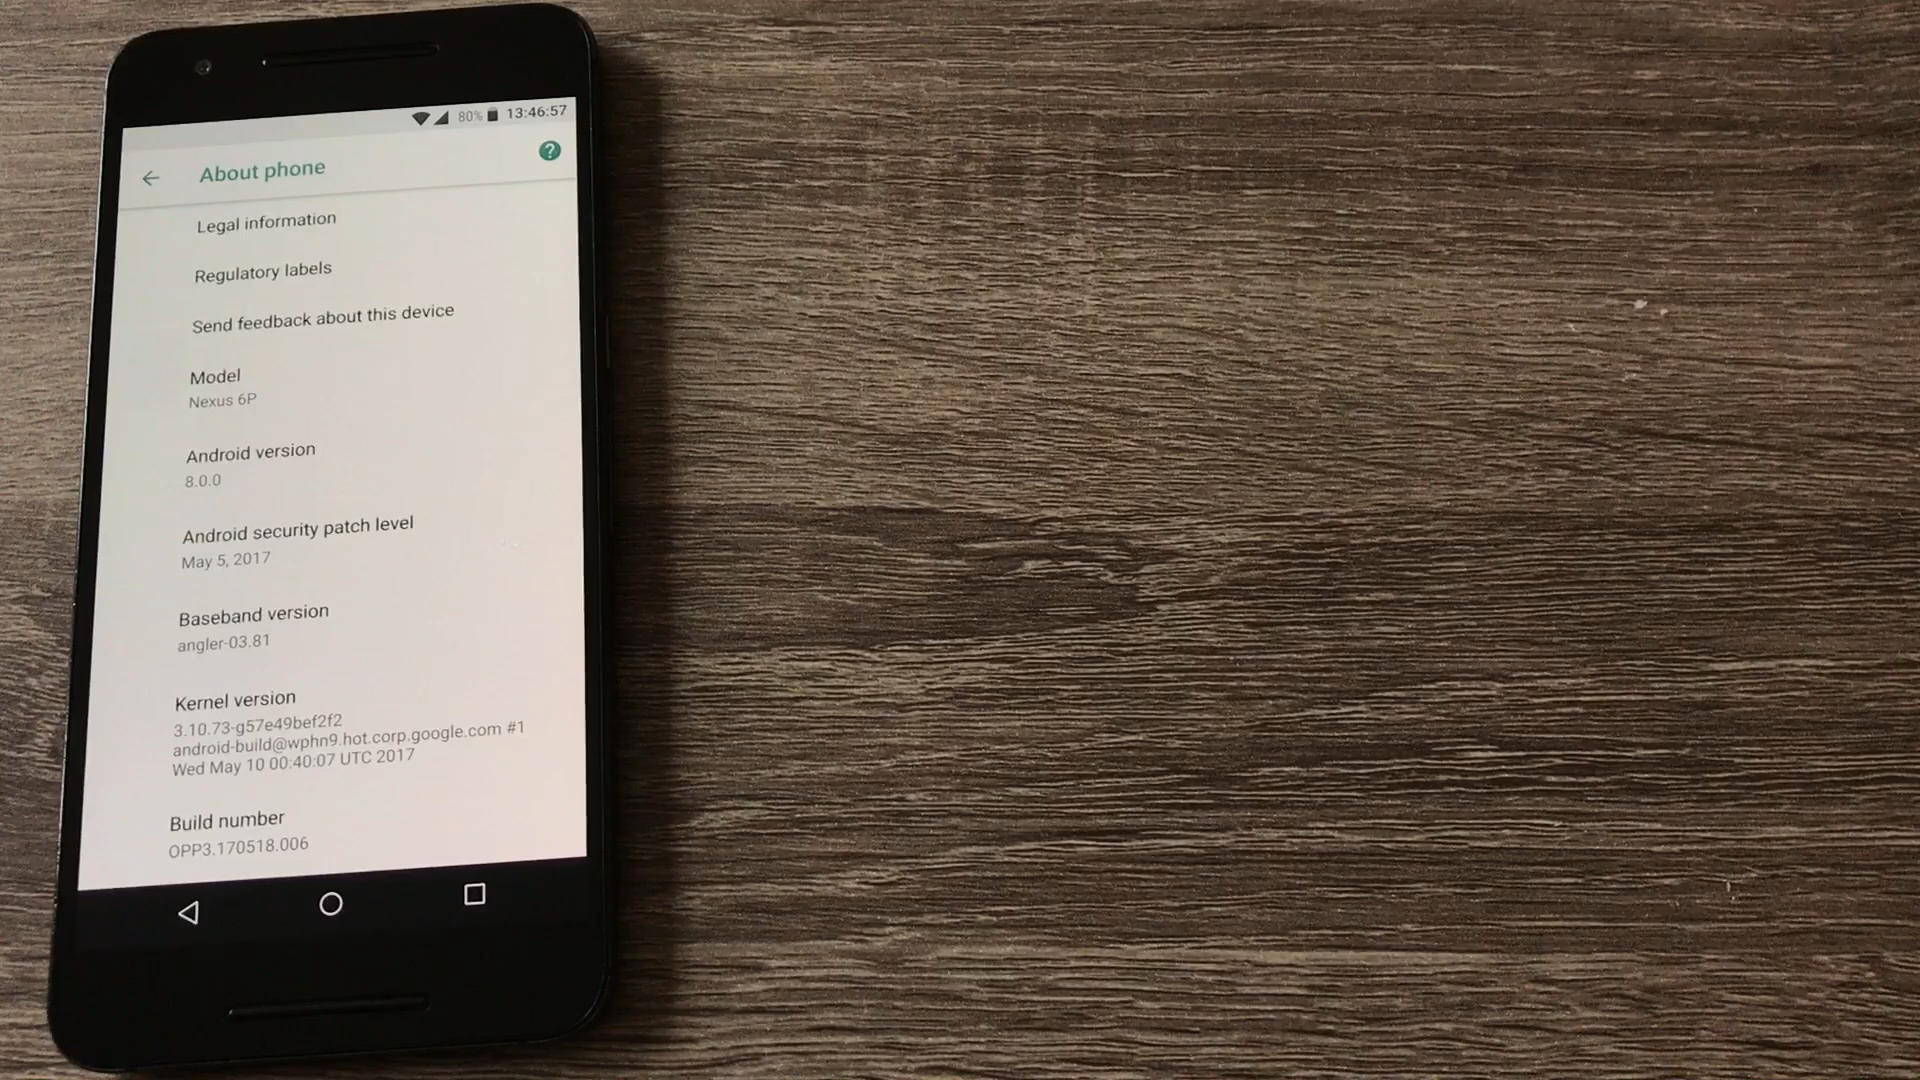 80% 13:46:57
About phone
Legal information
Regulatory labels
Send feedback about this device
Model
Nexus 6P
Android version
8.0.0
Android security patch level
May 5, 2017
Baseband version
angler-03.81
Kernel version
3.10.73-g57e49bef2f2
android-build@wphn9.hot.corp.google.com #1
Wed May 10 00:40:07 UTC 2017
Build number
OPP3.170518.006